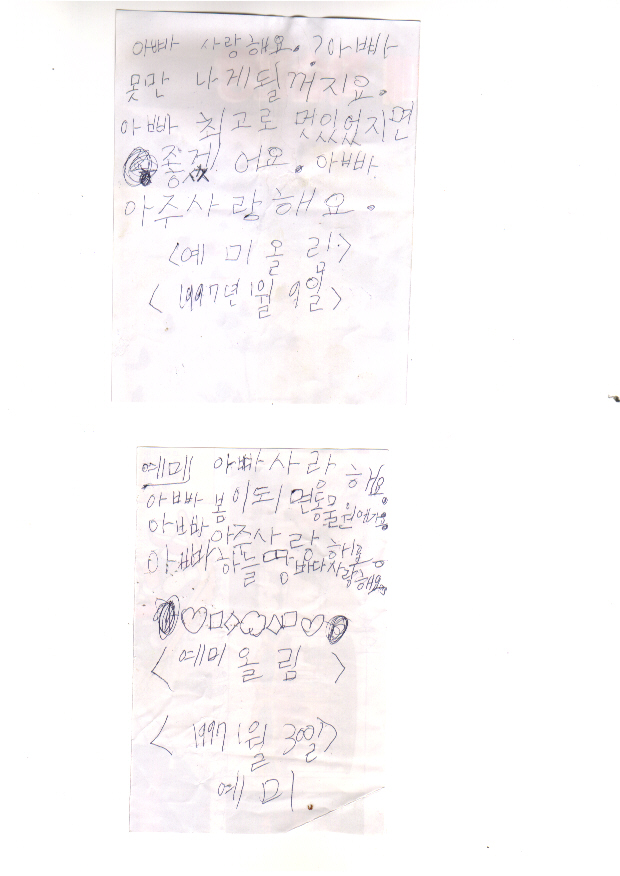 아빠 사랑해요. ?아빠
못만 나게될꺼지요.
아빠 최고로 멋있었지면
좋겠 어요. 아빠
아주사랑해요.
<예미올림>
<1997년 1월 9일>
예미 아빠사랑해요.
아빠 봄이되면동물원에가용
아빠 아주사랑해요.
아빠 하늘땅 바다사랑해요.
<예미올림>
<1997 1월 30일>
예미.